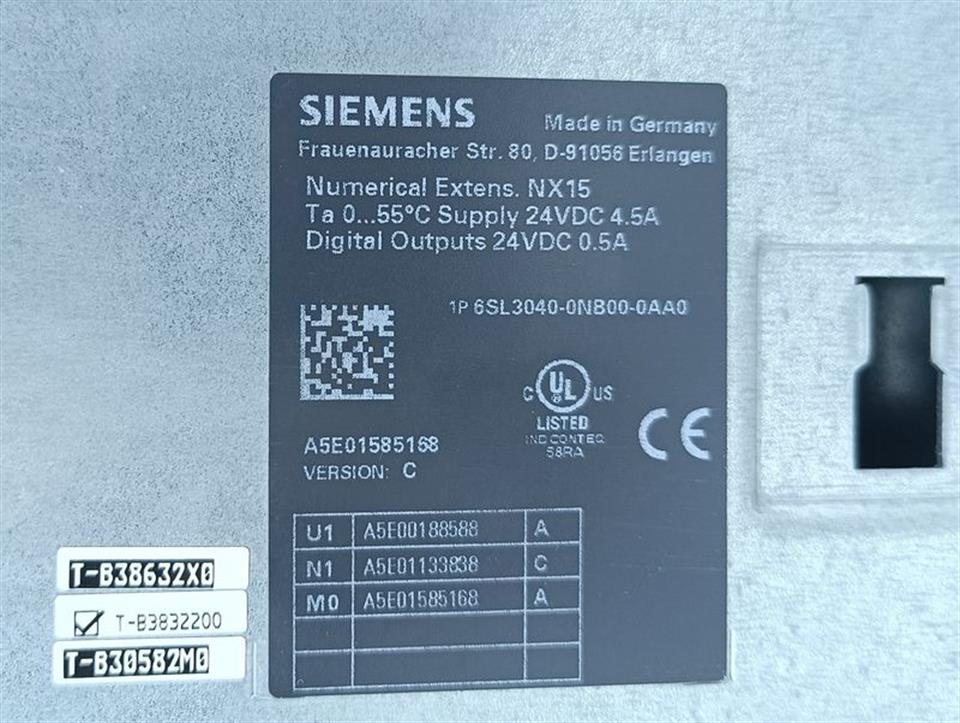 SIEMENS Made in Germany
Frauenauracher Str. 80, D-91056 Erlangen
Numerical Extens. NX15
Ta 0...55°C Supply 24VDC 4.5A
Digital Outputs 24VDC 0.5A
1P 6SL3040-0NB00-0AA0
C UL US
LISTED
IND CONT EQ
58RA
CE
A5E01585168
VERSION: C
U1 A5E00188588 A
N1 A5E01133838 C
M0 A5E01585168 A
T-B38632X0
T-B3832200
T-B30582M0